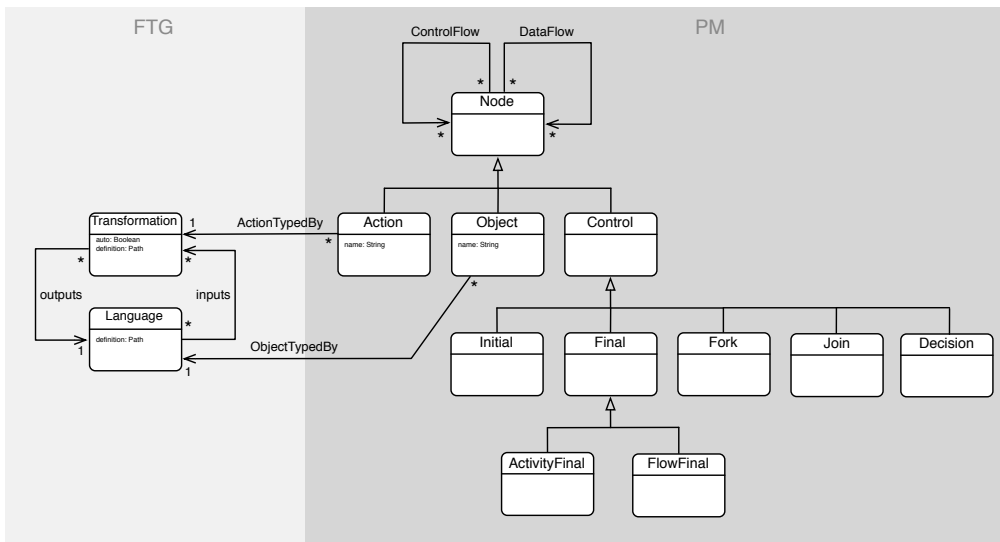 FTG
PM
ControlFlow
DataFlow
* *
Node
* *
Transformation
auto: Boolean
definition: Path
1
ActionTypedBy
*
Action
name: String
Object
name: String
Control
* *
*
outputs
inputs
Language
definition: Path
*
1
ObjectTypedBy
1
Initial
Final
Fork
Join
Decision
ActivityFinal
FlowFinal